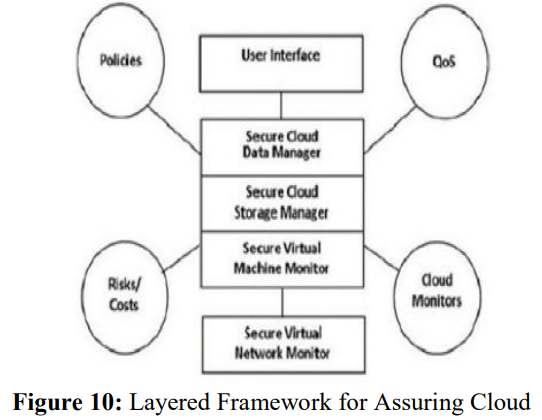 Policies
User Interface
QoS
Secure Cloud
Data Manager
Secure Cloud
Storage Manager
Secure Virtual
Machine Monitor
Risks/
Costs
Cloud
Monitors
Secure Virtual
Network Monitor
Figure 10: Layered Framework for Assuring Cloud